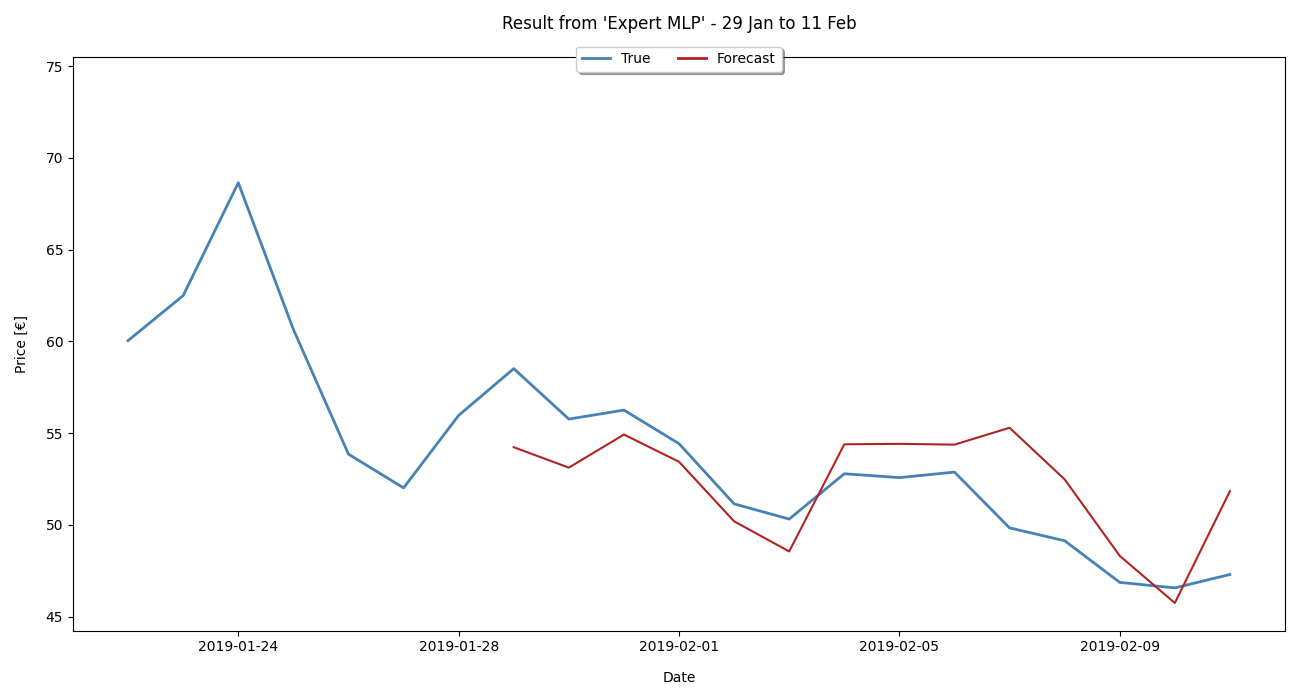 Result from 'Expert MLP' - 29 Jan to 11 Feb
True Forecast
75
70
65
60
55
50
45
Price [€]
2019-01-24 2019-01-28 2019-02-01 2019-02-05 2019-02-09
Date